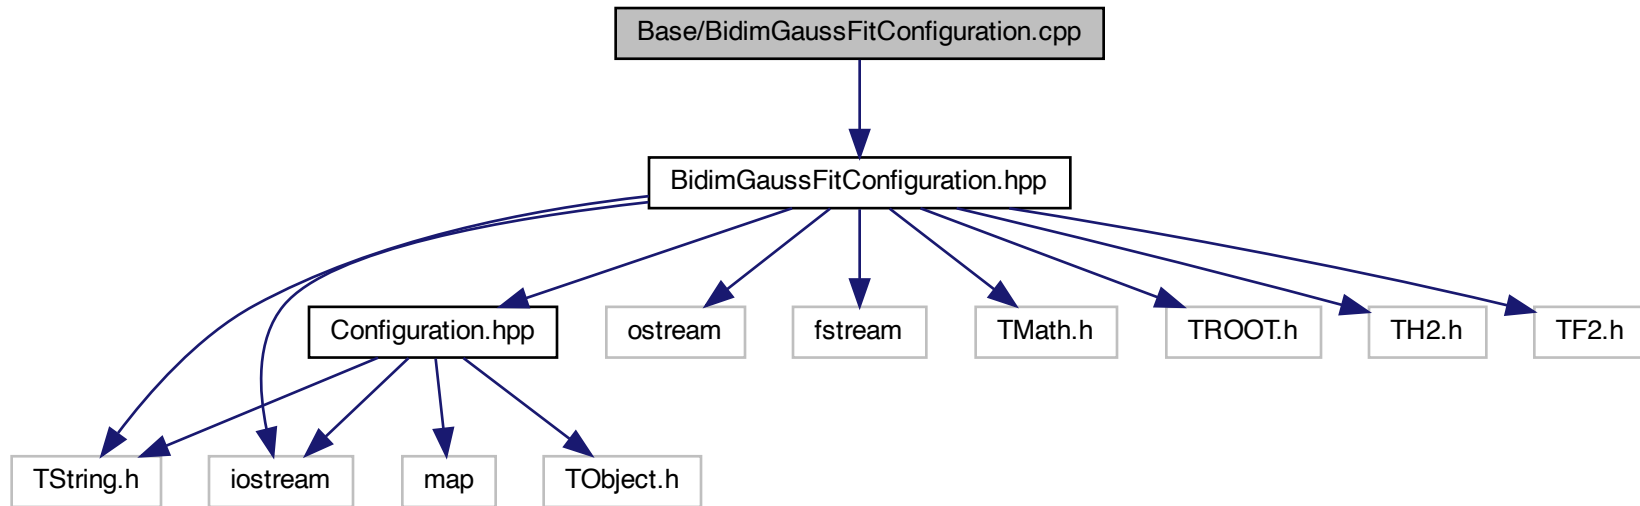 Base/BidimGaussFitConfiguration.cpp
BidimGaussFitConfiguration.hpp
Configuration.hpp
ostream
fstream
TMath.h
TROOT.h
TH2.h
TF2.h
TString.h
iostream
map
TObject.h